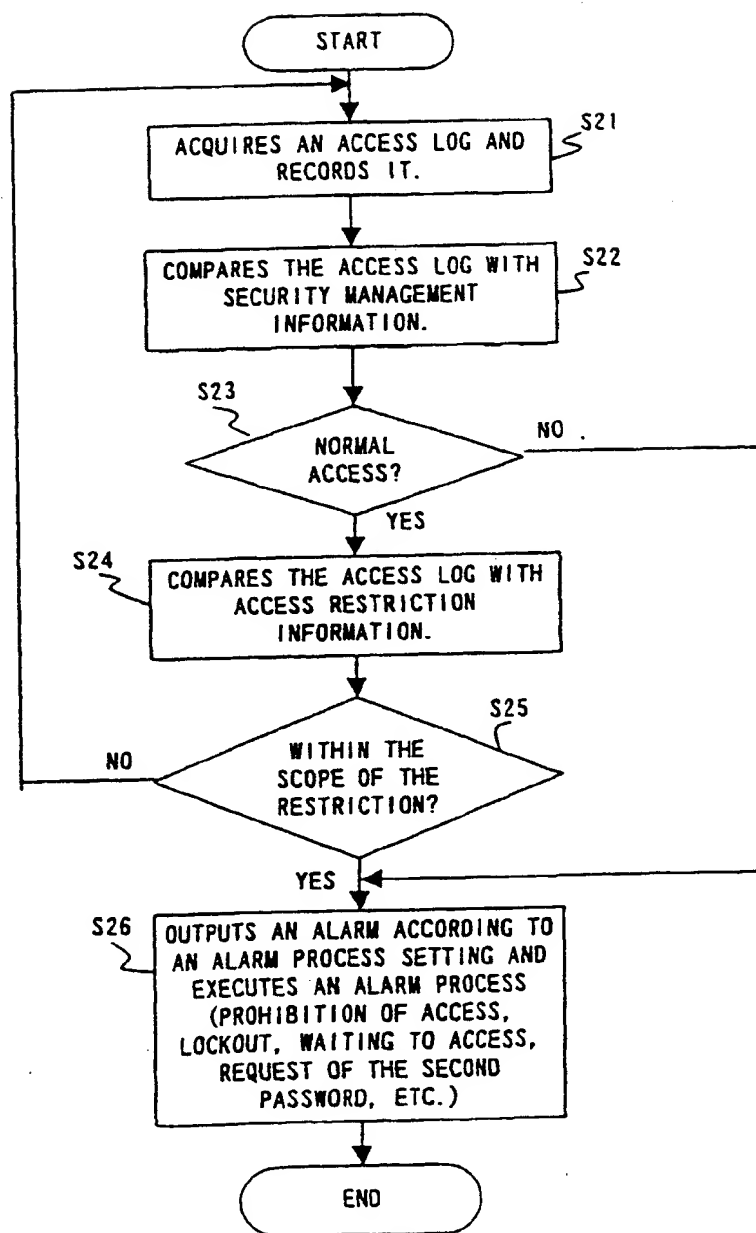 START
S21
ACQUIRES AN ACCESS LOG AND
RECORDS IT.
S22
COMPARES THE ACCESS LOG WITH
SECURITY MANAGEMENT
INFORMATION.
S23
NORMAL
ACCESS?
NO
YES
S24
COMPARES THE ACCESS LOG WITH
ACCESS RESTRICTION
INFORMATION.
S25
WITHIN THE
SCOPE OF THE
RESTRICTION?
NO
YES
S26
OUTPUTS AN ALARM ACCORDING TO
AN ALARM PROCESS SETTING AND
EXECUTES AN ALARM PROCESS
(PROHIBITION OF ACCESS,
LOCKOUT, WAITING TO ACCESS,
REQUEST OF THE SECOND
PASSWORD, ETC.)
END